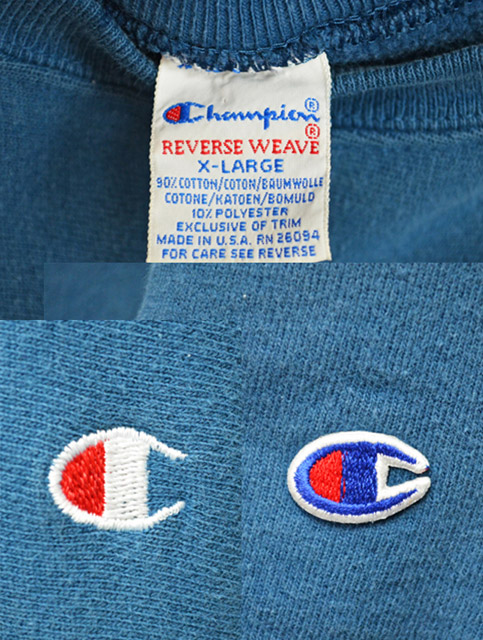 Champion®
REVERSE WEAVE®
X-LARGE
90% COTTON/COTON/BAUMWOLLE
COTONE/KATOEN/BOMULD
10% POLYESTER
EXCLUSIVE OF TRIM
MADE IN U.S.A. RN 26094
FOR CARE SEE REVERSE